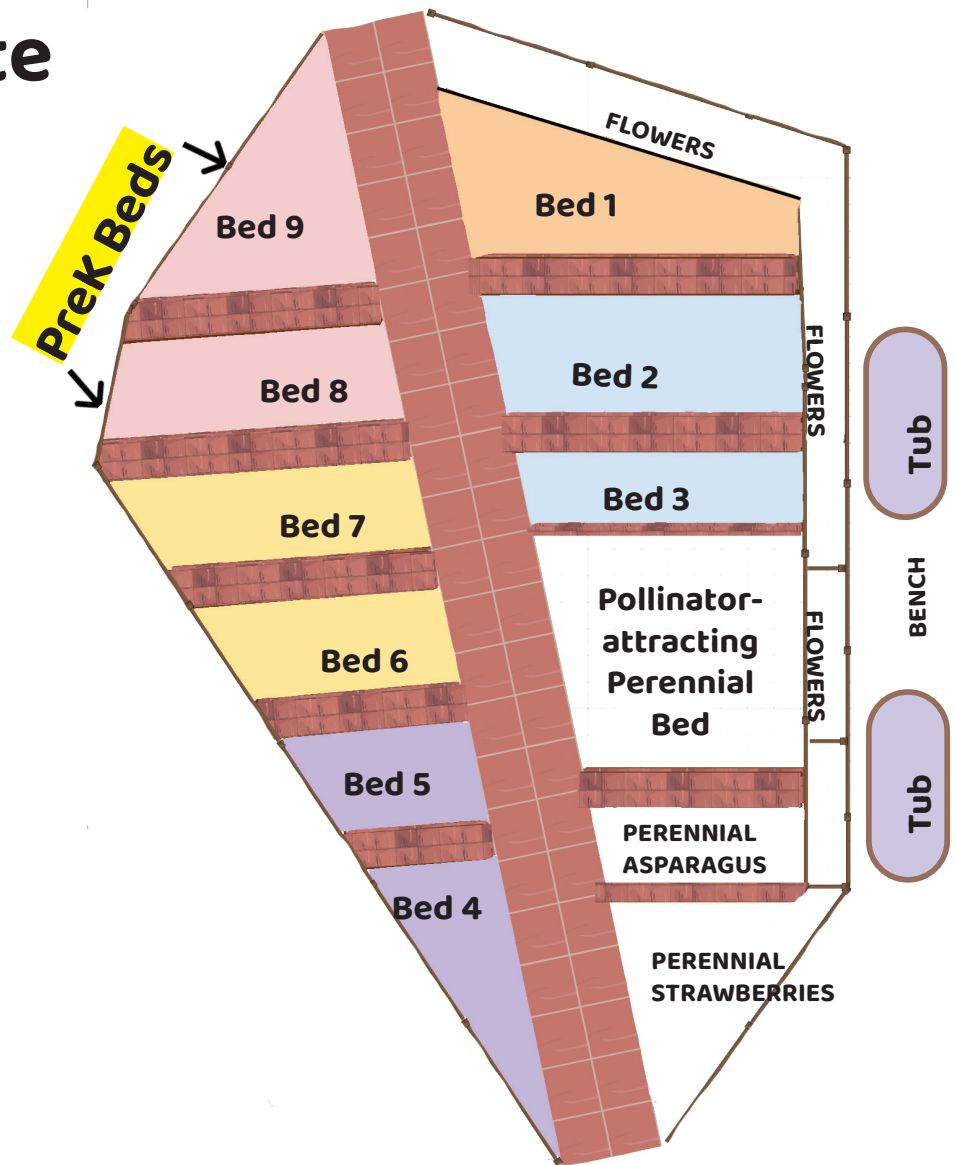 te
PreK Beds
FLOWERS
Bed 9
Bed 1
Bed 8
Bed 2
FLOWERS
Tub
Bed 7
Bed 3
BENCH
Pollinator-
attracting
Perennial
Bed
FLOWERS
Bed 6
Bed 5
Tub
PERENNIAL
ASPARAGUS
Bed 4
PERENNIAL
STRAWBERRIES